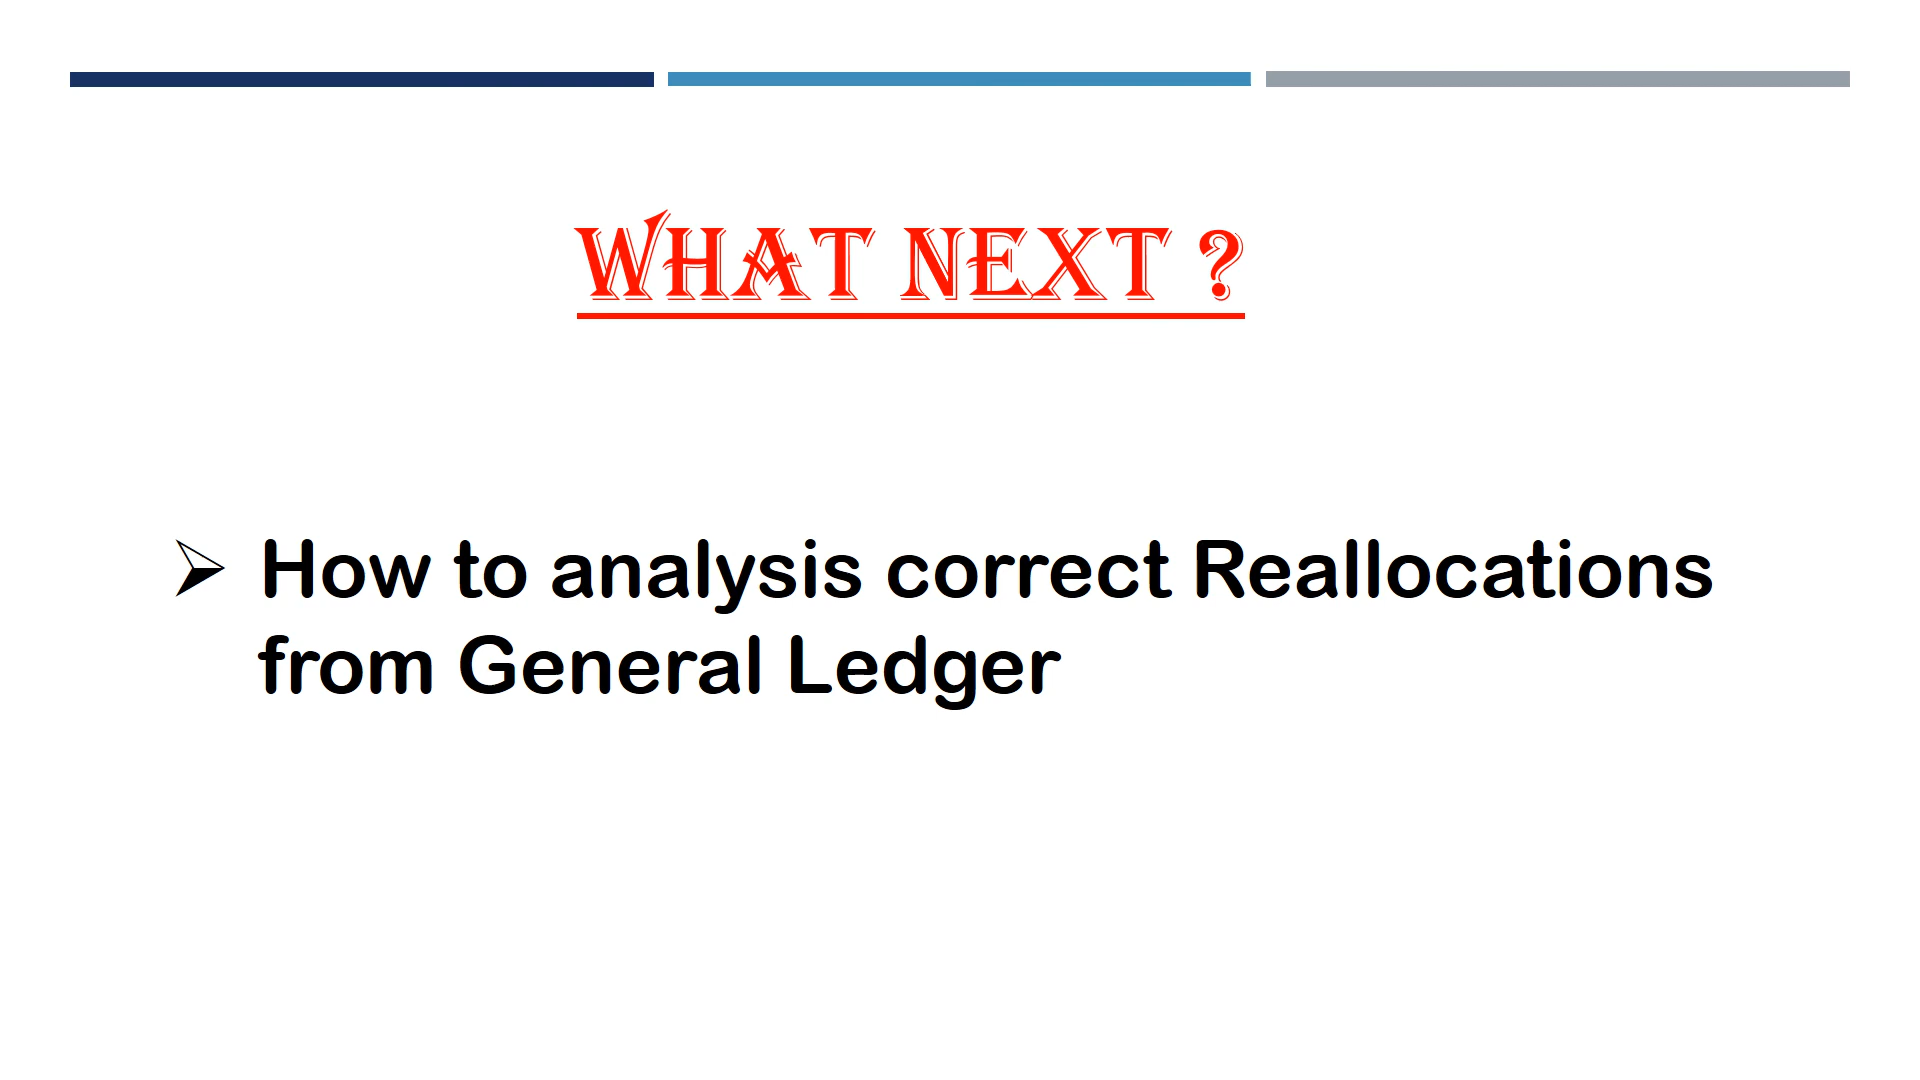 WHAT NEXT ?
➢ How to analysis correct Reallocations
from General Ledger